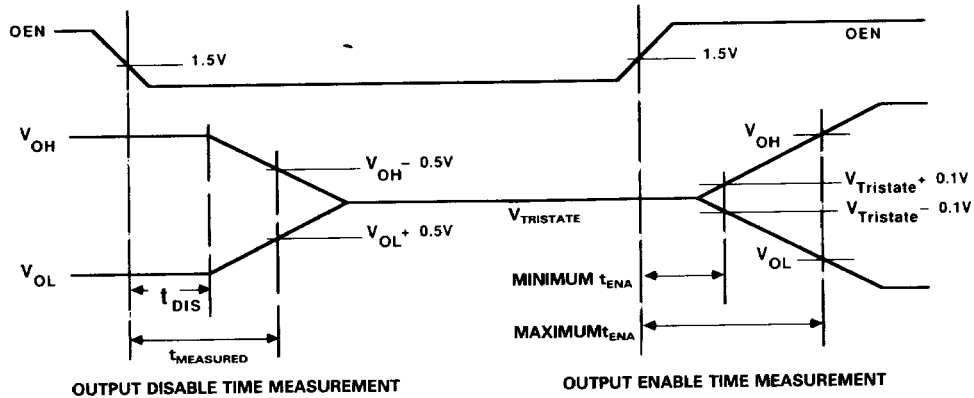 OEN
1.5V
OEN
1.5V
VOH
VOH - 0.5V
VOH
VTristate + 0.1V
VTristate - 0.1V
VTRISTATE
VOL + 0.5V
VOL
VOL
tDIS
MINIMUM tENA
MAXIMUMtENA
tMEASURED
OUTPUT DISABLE TIME MEASUREMENT
OUTPUT ENABLE TIME MEASUREMENT